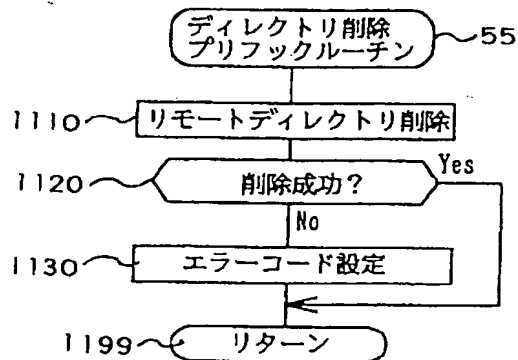 ディレクトリ削除
プリフックルーチン
55
1110
リモートディレクトリ削除
1120
削除成功？
Yes
No
1130
エラーコード設定
1199
リターン